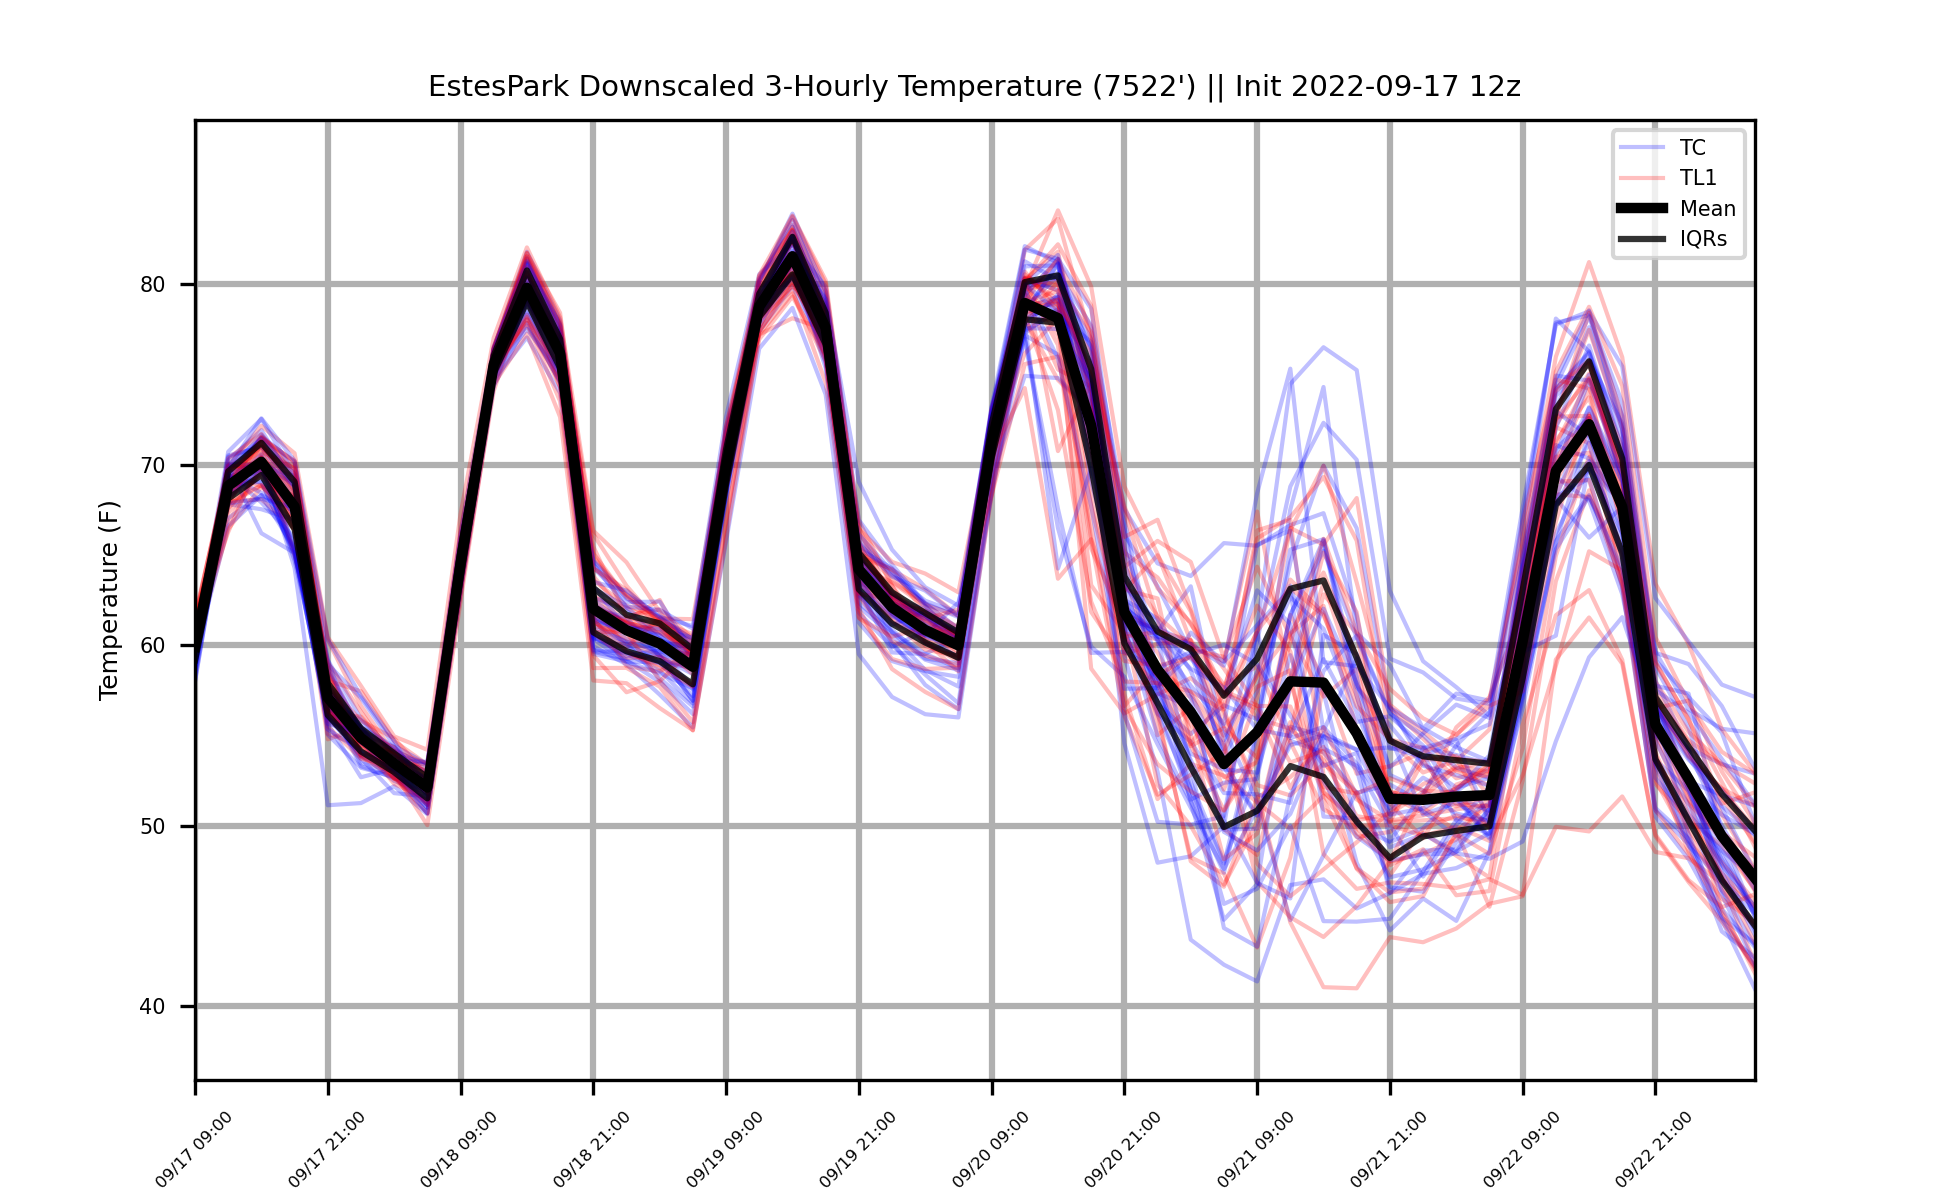 EstesPark Downscaled 3-Hourly Temperature (7522') || Init 2022-09-17 12z
TC
TL1
Mean
IQRs
Temperature (F)
80
70
60
50
40
09/17 09:00
09/17 21:00
09/18 09:00
09/18 21:00
09/19 09:00
09/19 21:00
09/20 09:00
09/20 21:00
09/21 09:00
09/21 21:00
09/22 09:00
09/22 21:00